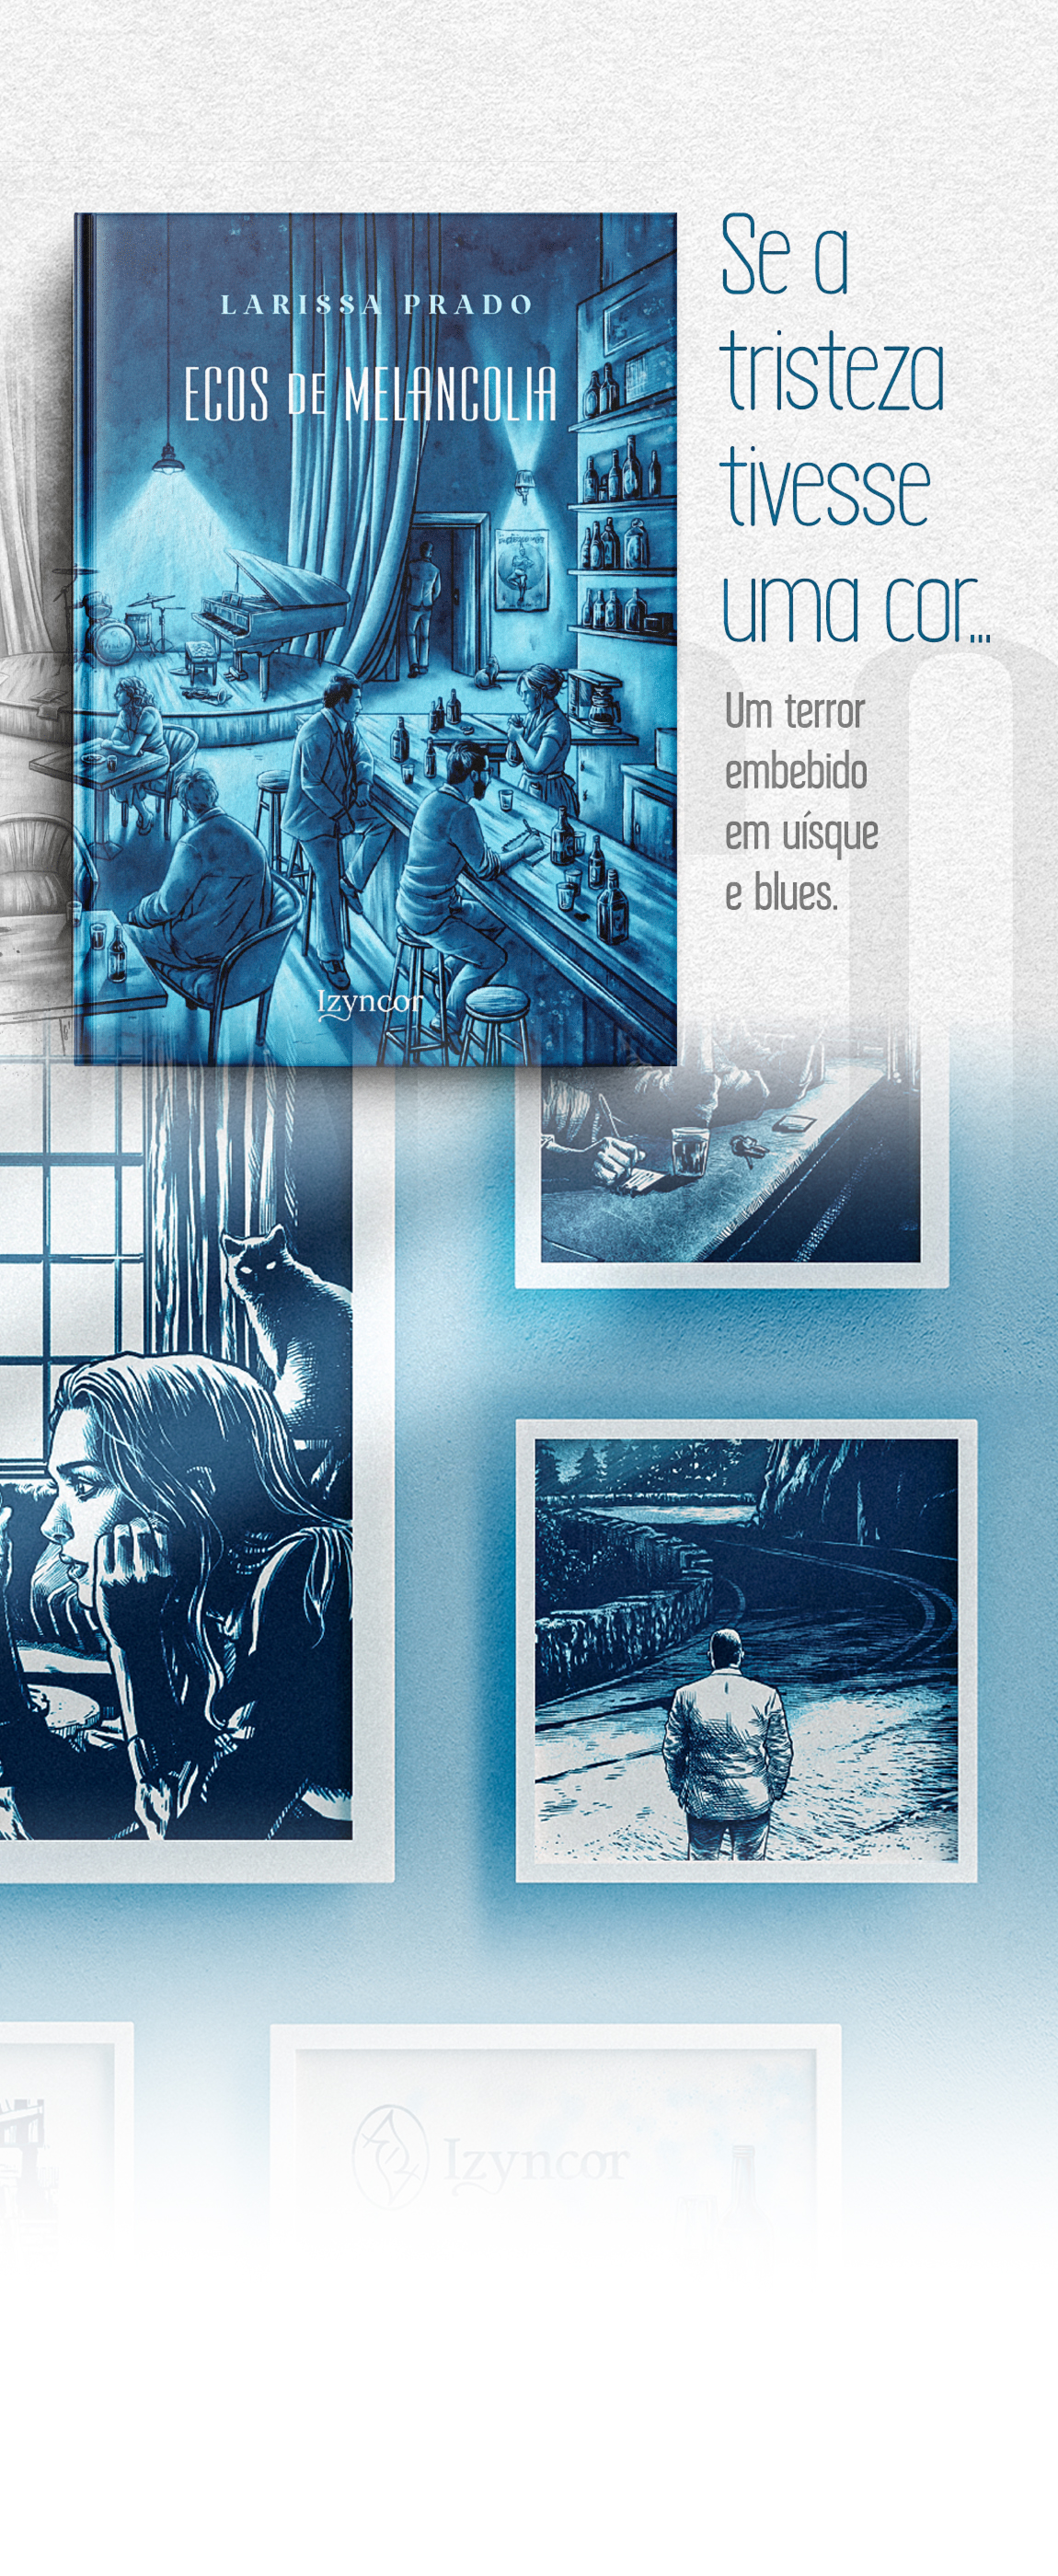 LARISSA PRADO
ECOS DE MELANCOLIA
Izyncor
Se a
tristeza
tivesse
uma cor...
Um terror
embebido
em uísque
e blues.
Izyncor